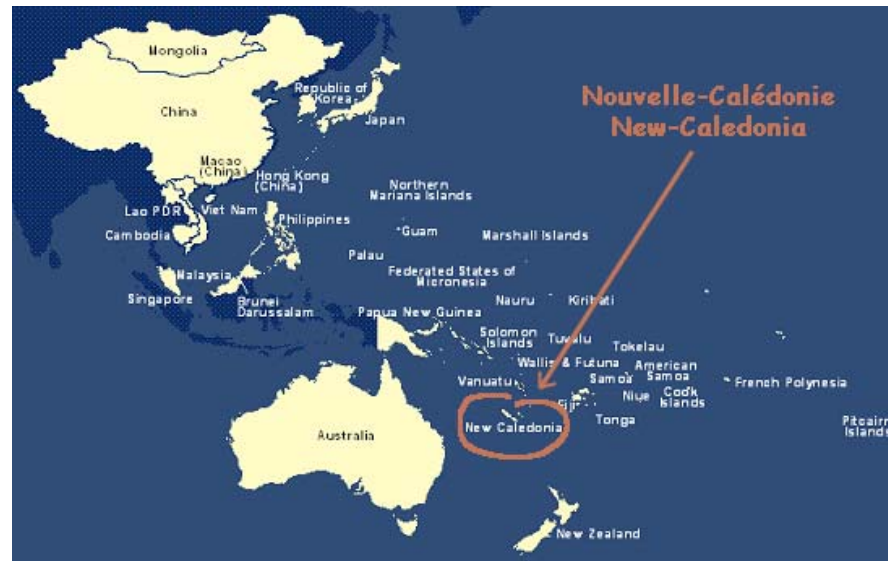 Mongolia
Nouvelle-Calédonie
New-Caledonia
Republic of
Korea
China
Japan
Macao
(China)
Hong Kong
(China)
Northern
Mariana Islands
Lao PDR
Viet Nam
Philippines
Guam
Marshall Islands
Cambodia
Palau
Malaysia
Federated States of
Micronesia
Singapore
Brunei
Darussalam
Nauru
Kiribati
Papua New Guinea
Solomon
Islands
Tuvalu
Tokelau
Wallis & Futuna
American
Samoa
Samoa
Vanuatu
French Polynesia
Niue
Cook
Islands
Fiji
Tonga
Pitcairn
Islands
New Caledonia
Australia
New Zealand